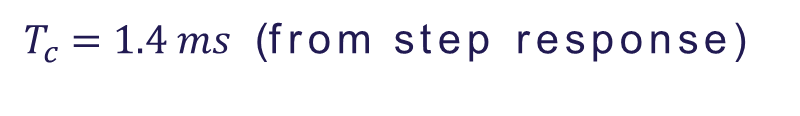 T_c = 1.4 ms (from step response)